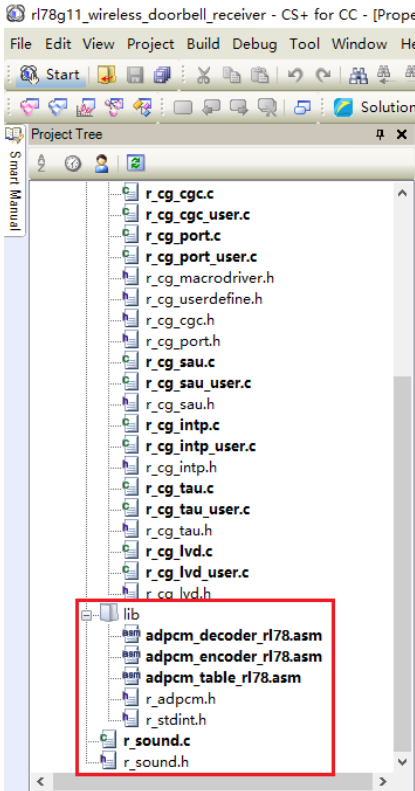 rl78g11_wireless_doorbell_receiver - CS+ for CC - [Prope
File Edit View Project Build Debug Tool Window He
Start
Solution
Project Tree
Smart Manual
r_cg_cgc.c
r_cg_cgc_user.c
r_cg_port.c
r_cg_port_user.c
r_cg_macrodriver.h
r_cg_userdefine.h
r_cg_cgc.h
r_cg_port.h
r_cg_sau.c
r_cg_sau_user.c
r_cg_sau.h
r_cg_intp.c
r_cg_intp_user.c
r_cg_intp.h
r_cg_tau.c
r_cg_tau_user.c
r_cg_tau.h
r_cg_lvd.c
r_cg_lvd_user.c
r_cg_lvd.h
lib
adpcm_decoder_rl78.asm
adpcm_encoder_rl78.asm
adpcm_table_rl78.asm
r_adpcm.h
r_stdint.h
r_sound.c
r_sound.h